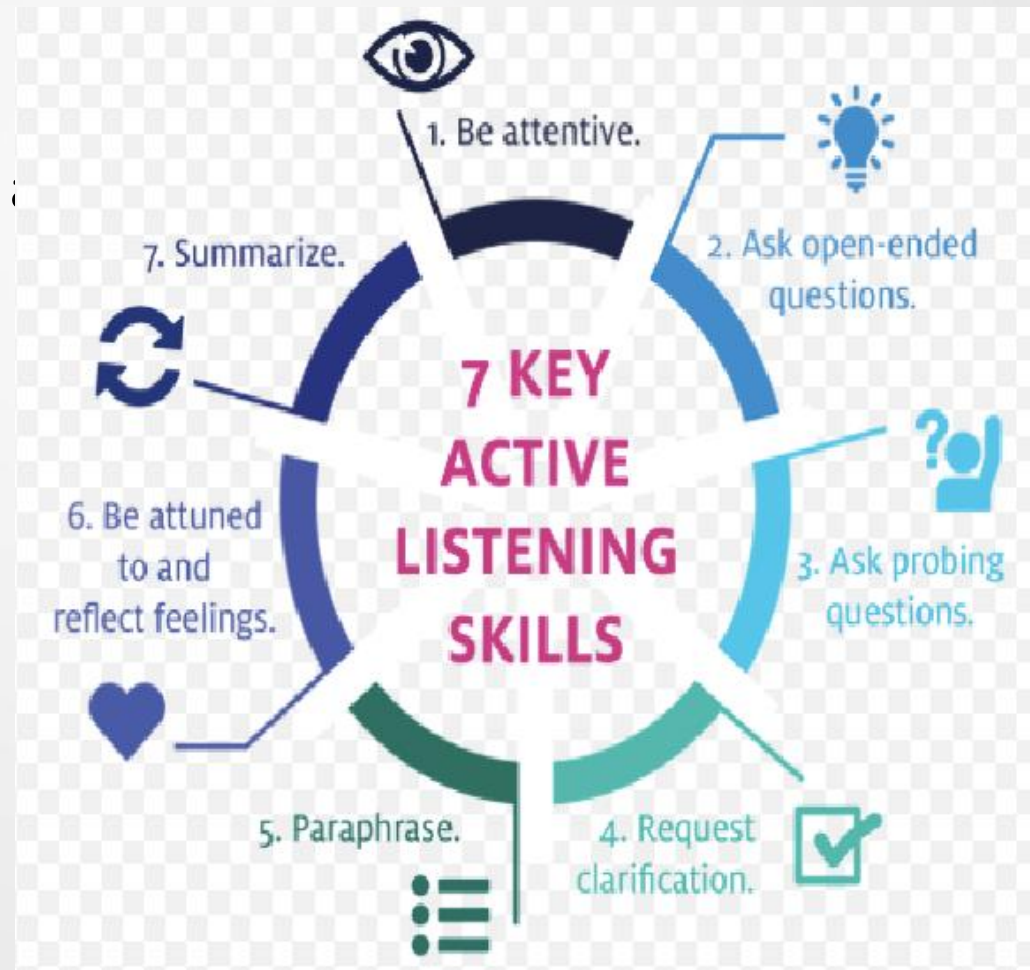 1. Be attentive.
2. Ask open-ended
questions.
3. Ask probing
questions.
4. Request
clarification.
5. Paraphrase.
6. Be attuned
to and
reflect feelings.
7. Summarize.
7 KEY
ACTIVE
LISTENING
SKILLS